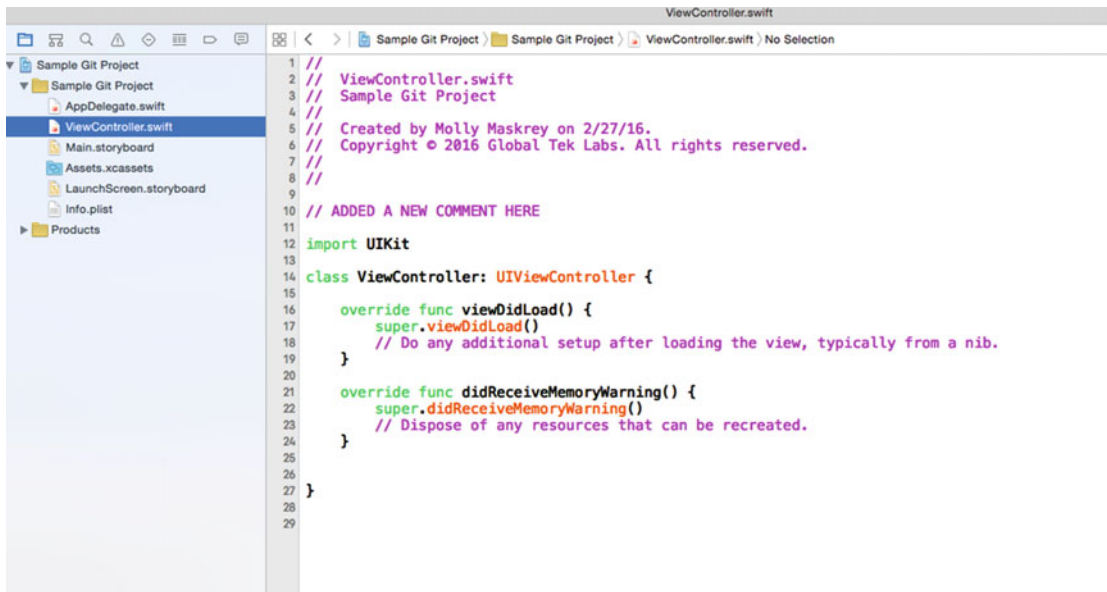 ViewController.swift
Sample Git Project 〉 Sample Git Project 〉 ViewController.swift 〉 No Selection
Sample Git Project
Sample Git Project
AppDelegate.swift
ViewController.swift
Main.storyboard
Assets.xcassets
LaunchScreen.storyboard
Info.plist
Products
1 //
2 //  ViewController.swift
3 //  Sample Git Project
4 //
5 //  Created by Molly Maskrey on 2/27/16.
6 //  Copyright © 2016 Global Tek Labs. All rights reserved.
7 //
8 //
9
10 // ADDED A NEW COMMENT HERE
11
12 import UIKit
13
14 class ViewController: UIViewController {
15
16     override func viewDidLoad() {
17         super.viewDidLoad()
18         // Do any additional setup after loading the view, typically from a nib.
19     }
20
21     override func didReceiveMemoryWarning() {
22         super.didReceiveMemoryWarning()
23         // Dispose of any resources that can be recreated.
24     }
25
26
27 }
28
29